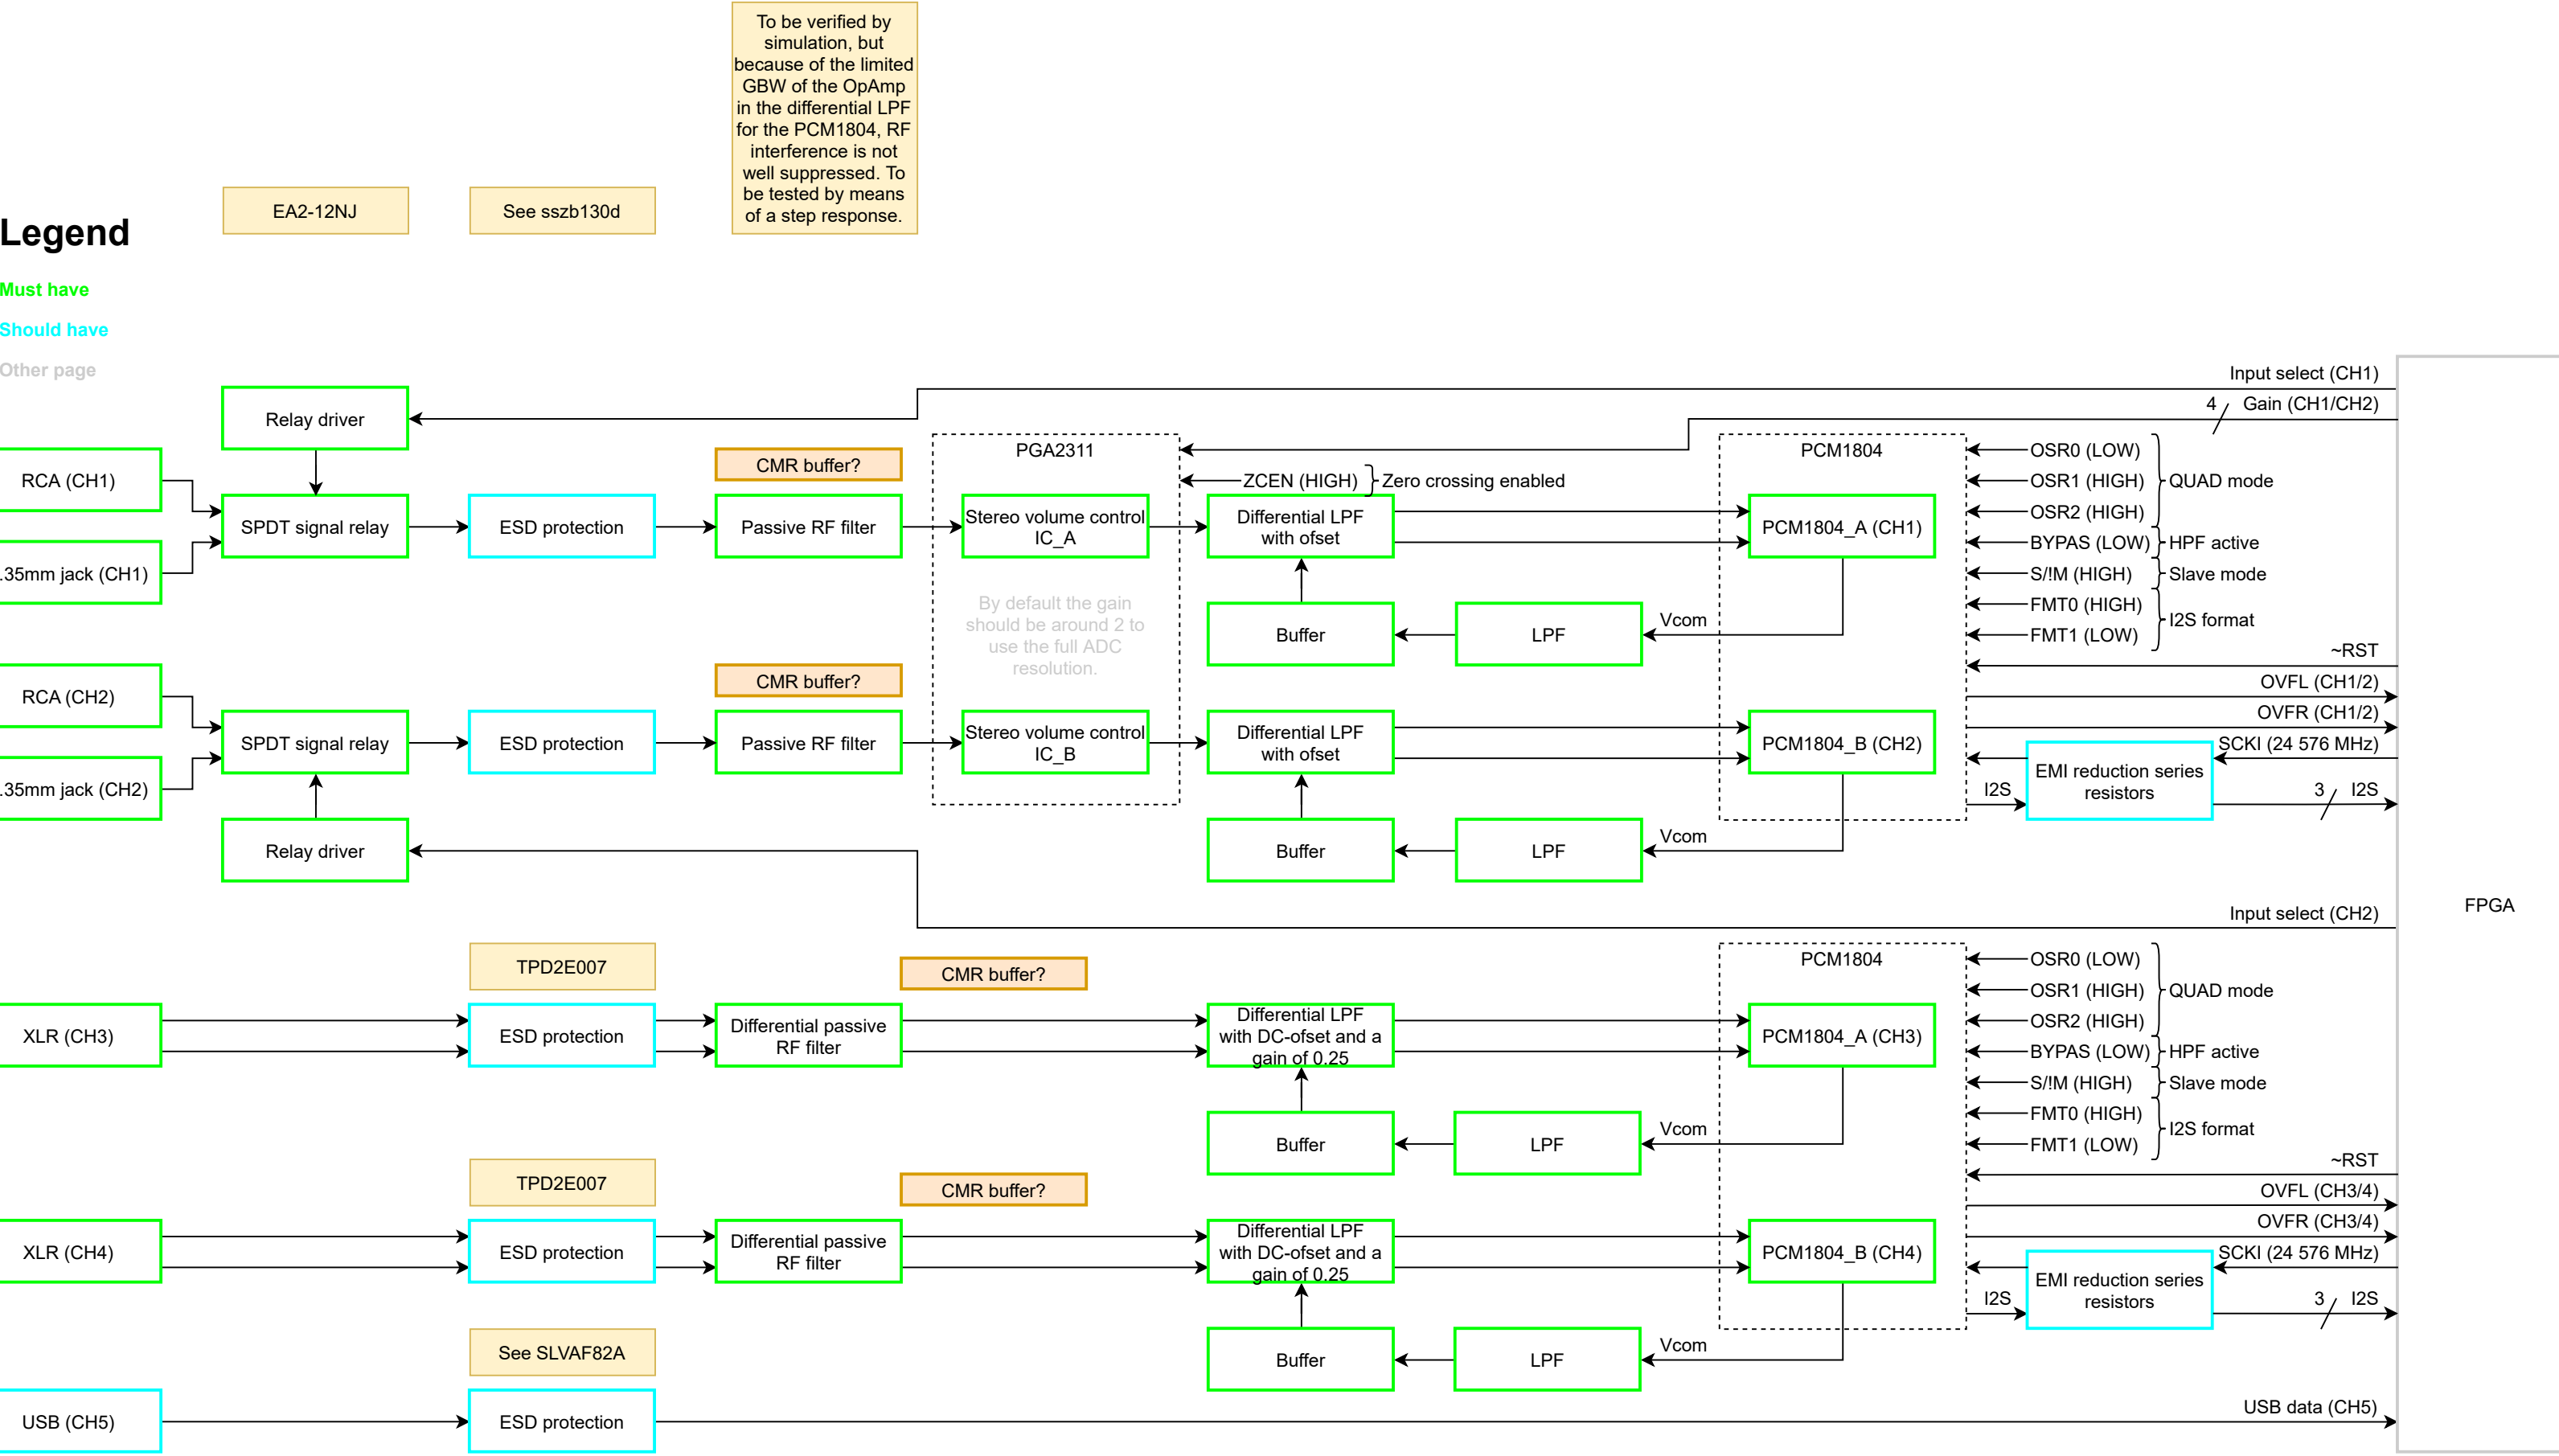 To be verified by
simulation, but
because of the limited
GBW of the OpAmp
in the differential LPF
for the PCM1804, RF
interference is not
well suppressed. To
be tested by means
of a step response.
EA2-12NJ
See sszb130d
Legend
Must have
Should have
Other page
Input select (CH1)
4
Gain (CH1/CH2)
Relay driver
RCA (CH1)
.35mm jack (CH1)
SPDT signal relay
ESD protection
CMR buffer?
Passive RF filter
PGA2311
Stereo volume control
IC_A
By default the gain
should be around 2 to
use the full ADC
resolution.
ZCEN (HIGH)
Zero crossing enabled
Differential LPF
with ofset
Buffer
LPF
Vcom
PCM1804
PCM1804_A (CH1)
OSR0 (LOW)
OSR1 (HIGH)
OSR2 (HIGH)
QUAD mode
BYPAS (LOW)
HPF active
S/!M (HIGH)
Slave mode
FMT0 (HIGH)
FMT1 (LOW)
I2S format
~RST
OVFL (CH1/2)
OVFR (CH1/2)
SCKI (24 576 MHz)
RCA (CH2)
.35mm jack (CH2)
SPDT signal relay
ESD protection
CMR buffer?
Passive RF filter
Stereo volume control
IC_B
Differential LPF
with ofset
PCM1804_B (CH2)
EMI reduction series
resistors
I2S
3
I2S
Relay driver
Buffer
LPF
Vcom
Input select (CH2)
FPGA
TPD2E007
CMR buffer?
XLR (CH3)
ESD protection
Differential passive
RF filter
Differential LPF
with DC-ofset and a
gain of 0.25
PCM1804
PCM1804_A (CH3)
OSR0 (LOW)
OSR1 (HIGH)
OSR2 (HIGH)
QUAD mode
BYPAS (LOW)
HPF active
S/!M (HIGH)
Slave mode
FMT0 (HIGH)
FMT1 (LOW)
I2S format
Buffer
LPF
Vcom
~RST
OVFL (CH3/4)
OVFR (CH3/4)
SCKI (24 576 MHz)
TPD2E007
CMR buffer?
XLR (CH4)
ESD protection
Differential passive
RF filter
Differential LPF
with DC-ofset and a
gain of 0.25
PCM1804_B (CH4)
EMI reduction series
resistors
I2S
3
I2S
Buffer
LPF
Vcom
See SLVAF82A
USB (CH5)
ESD protection
USB data (CH5)